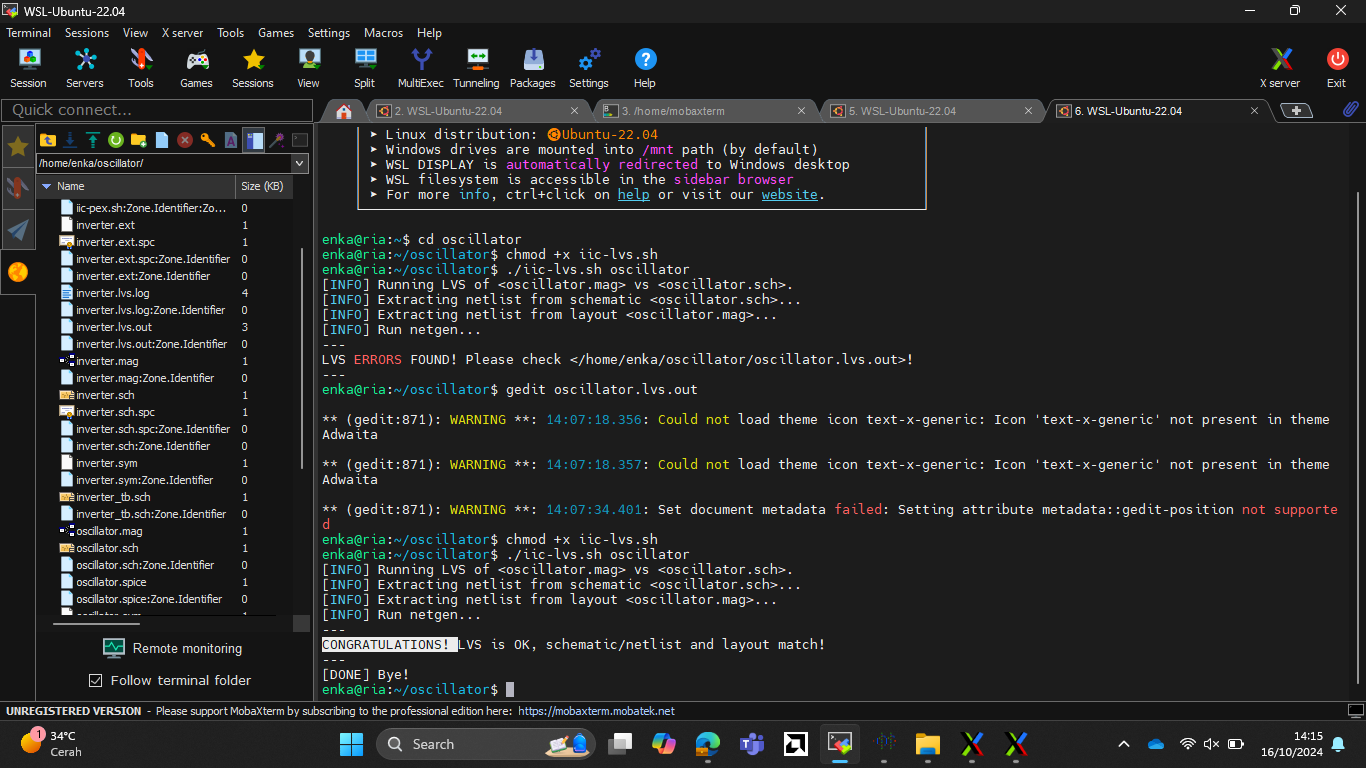 WSL-Ubuntu-22.04
Terminal Sessions View X server Tools Games Settings Macros Help
Session Servers Tools Games Sessions View Split MultiExec Tunneling Packages Settings Help X server Exit
Quick connect...
2. WSL-Ubuntu-22.04
3. /home/mobaxterm
5. WSL-Ubuntu-22.04
6. WSL-Ubuntu-22.04
/home/enka/oscillator/
Name Size (KB)
iic-pex.sh:Zone.Identifier:Zo... 0
inverter.ext 1
inverter.ext.spc 1
inverter.ext.spc:Zone.Identifier 0
inverter.ext:Zone.Identifier 0
inverter.lvs.log 4
inverter.lvs.log:Zone.Identifier 0
inverter.lvs.out 3
inverter.lvs.out:Zone.Identifier 0
inverter.mag 1
inverter.mag:Zone.Identifier 0
inverter.sch 1
inverter.sch.spc 1
inverter.sch.spc:Zone.Identifier 0
inverter.sch:Zone.Identifier 0
inverter.sym 1
inverter.sym:Zone.Identifier 0
inverter_tb.sch 1
inverter_tb.sch:Zone.Identifier 0
oscillator.mag 1
oscillator.sch 1
oscillator.sch:Zone.Identifier 0
oscillator.spice 1
oscillator.spice:Zone.Identifier 0
Remote monitoring
Follow terminal folder
➤ Linux distribution: Ubuntu-22.04
➤ Windows drives are mounted into /mnt path (by default)
➤ WSL DISPLAY is automatically redirected to Windows desktop
➤ WSL filesystem is accessible in the sidebar browser
➤ For more info, ctrl+click on help or visit our website.
enka@ria:~$ cd oscillator
enka@ria:~/oscillator$ chmod +x iic-lvs.sh
enka@ria:~/oscillator$ ./iic-lvs.sh oscillator
[INFO] Running LVS of <oscillator.mag> vs <oscillator.sch>.
[INFO] Extracting netlist from schematic <oscillator.sch>...
[INFO] Extracting netlist from layout <oscillator.mag>...
[INFO] Run netgen...
---
LVS ERRORS FOUND! Please check </home/enka/oscillator/oscillator.lvs.out>!
---
enka@ria:~/oscillator$ gedit oscillator.lvs.out
** (gedit:871): WARNING **: 14:07:18.356: Could not load theme icon text-x-generic: Icon 'text-x-generic' not present in theme
Adwaita
** (gedit:871): WARNING **: 14:07:18.357: Could not load theme icon text-x-generic: Icon 'text-x-generic' not present in theme
Adwaita
** (gedit:871): WARNING **: 14:07:34.401: Set document metadata failed: Setting attribute metadata::gedit-position not supporte
d
enka@ria:~/oscillator$ chmod +x iic-lvs.sh
enka@ria:~/oscillator$ ./iic-lvs.sh oscillator
[INFO] Running LVS of <oscillator.mag> vs <oscillator.sch>.
[INFO] Extracting netlist from schematic <oscillator.sch>...
[INFO] Extracting netlist from layout <oscillator.mag>...
[INFO] Run netgen...
---
CONGRATULATIONS! LVS is OK, schematic/netlist and layout match!
---
[DONE] Bye!
enka@ria:~/oscillator$
UNREGISTERED VERSION - Please support MobaXterm by subscribing to the professional edition here: https://mobaxterm.mobatek.net
1
34°C
Cerah
Search
14:15
16/10/2024